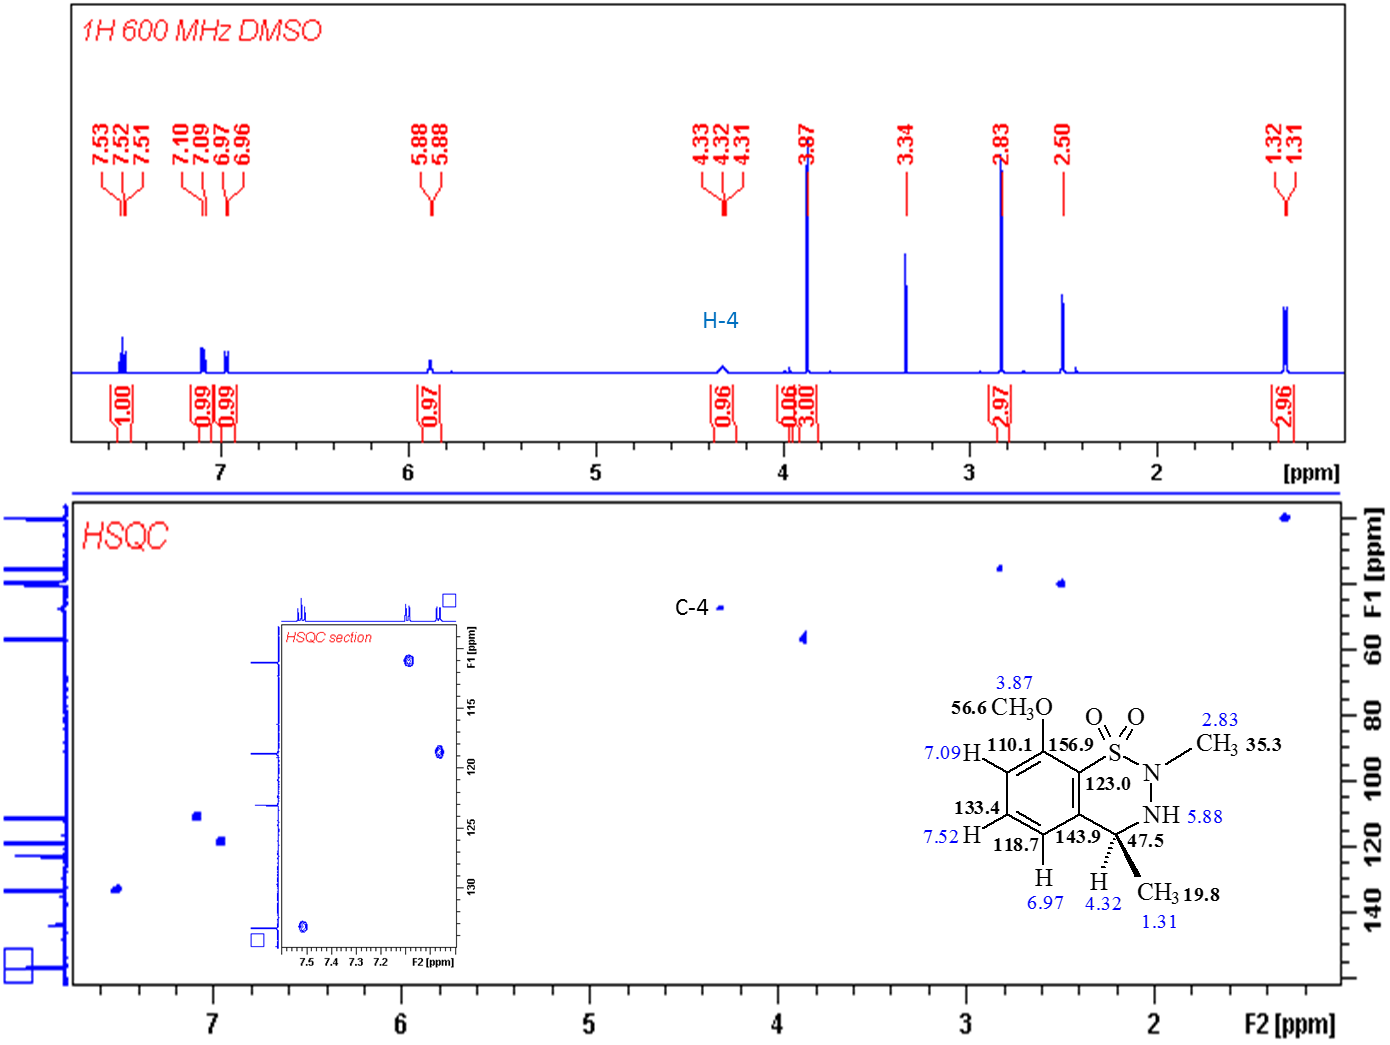 1H 600 MHz DMSO
7.53 7.52 7.51 7.10 7.09 6.97 6.96 5.88 5.88 4.33 4.32 4.31 3.87 3.34 2.83 2.50 1.32 1.31
H-4
1.00 0.99 0.99 0.97 0.96 0.06 3.00 2.97 2.96
7 6 5 4 3 2 [ppm]
HSQC
C-4
HSQC section
F1 [ppm]
115
120
125
130
7.5 7.4 7.3 7.2 F2 [ppm]
3.87
56.6 CH3O O O 2.83
7.09 H 110.1 156.9 S CH3 35.3
123.0 N
133.4 NH 5.88
7.52 H 118.7 143.9 47.5
H H CH3 19.8
6.97 4.32 1.31
F1 [ppm]
60
80
100
120
140
7 6 5 4 3 2 F2 [ppm]